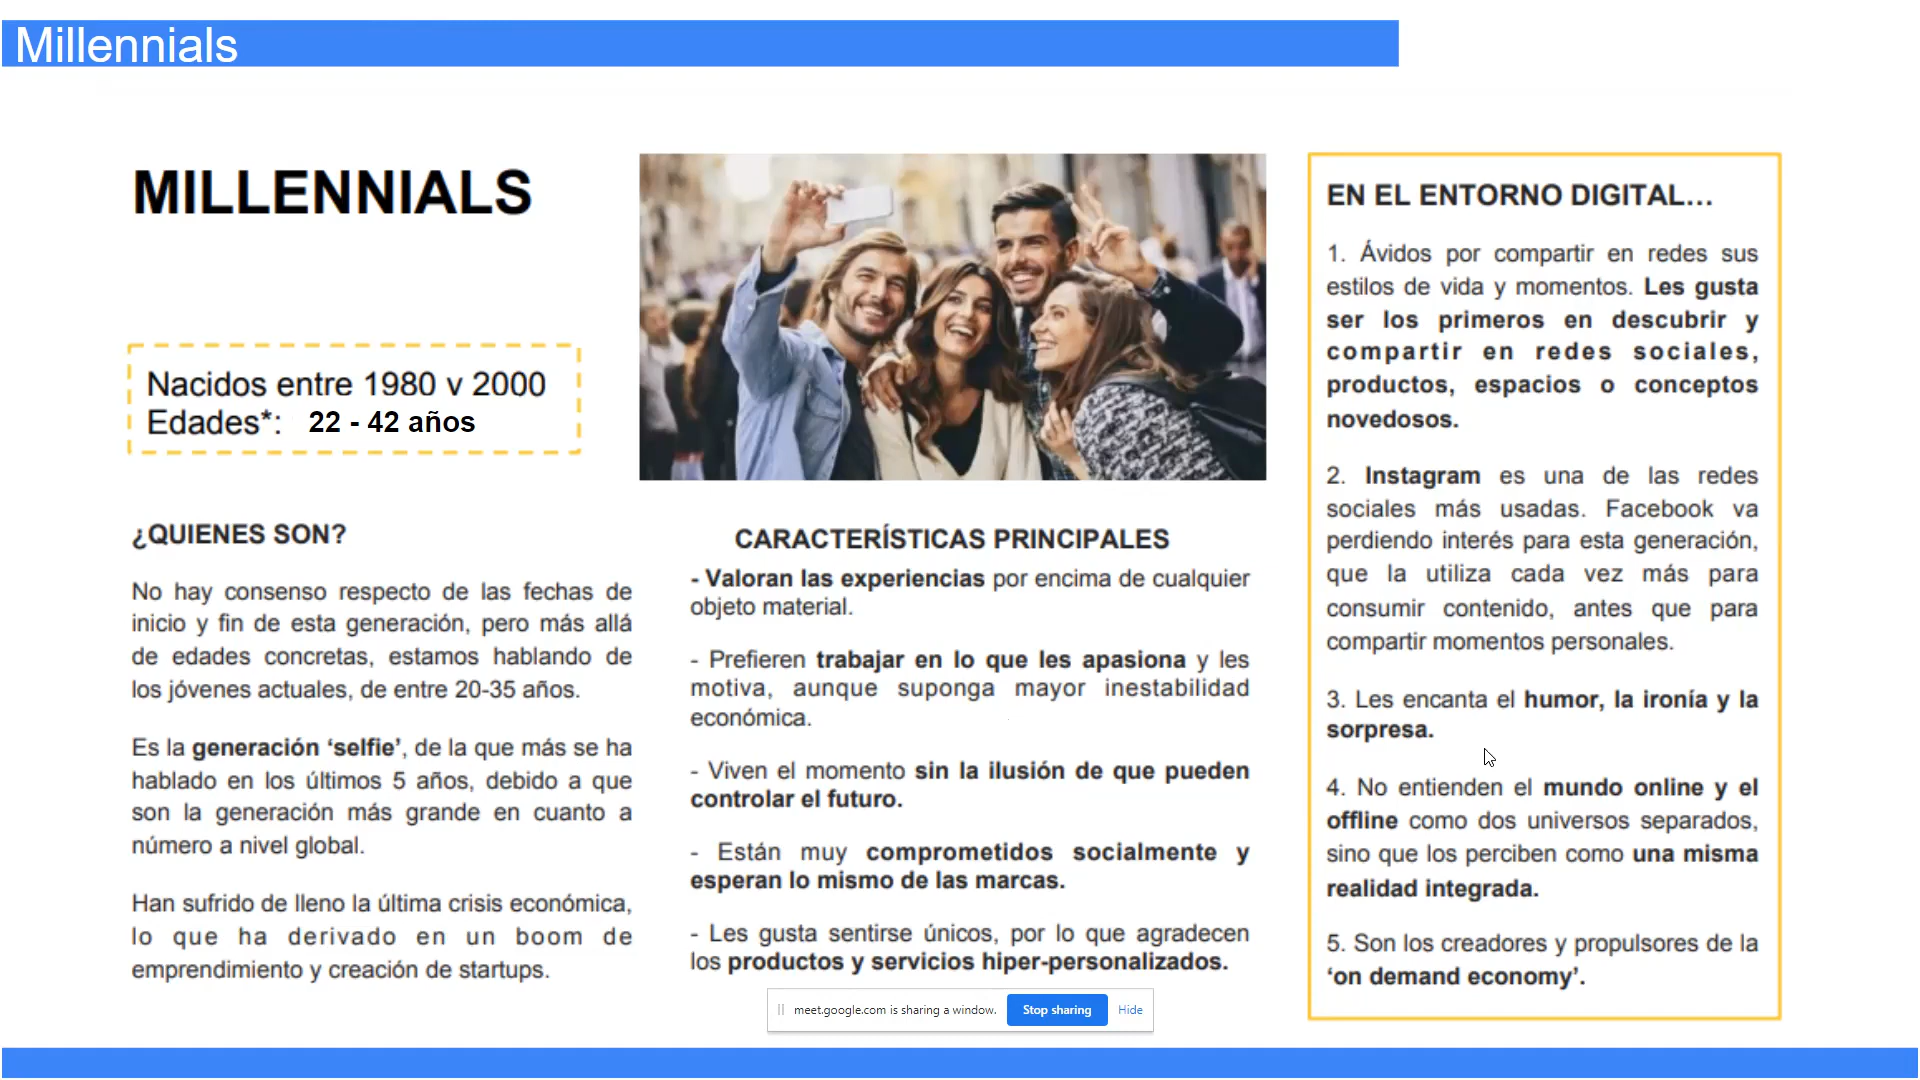 Millennials
MILLENNIALS
Nacidos entre 1980 y 2000
Edades*: 22 - 42 años
¿QUIENES SON?
No hay consenso respecto de las fechas de
inicio y fin de esta generación, pero más allá
de edades concretas, estamos hablando de
los jóvenes actuales, de entre 20-35 años.
Es la generación ‘selfie’, de la que más se ha
hablado en los últimos 5 años, debido a que
son la generación más grande en cuanto a
número a nivel global.
Han sufrido de lleno la última crisis económica,
lo que ha derivado en un boom de
emprendimiento y creación de startups.
CARACTERÍSTICAS PRINCIPALES
- Valoran las experiencias por encima de cualquier
objeto material.
- Prefieren trabajar en lo que les apasiona y les
motiva, aunque suponga mayor inestabilidad
económica.
- Viven el momento sin la ilusión de que pueden
controlar el futuro.
- Están muy comprometidos socialmente y
esperan lo mismo de las marcas.
- Les gusta sentirse únicos, por lo que agradecen
los productos y servicios hiper-personalizados.
EN EL ENTORNO DIGITAL...
1. Ávidos por compartir en redes sus
estilos de vida y momentos. Les gusta
ser los primeros en descubrir y
compartir en redes sociales,
productos, espacios o conceptos
novedosos.
2. Instagram es una de las redes
sociales más usadas. Facebook va
perdiendo interés para esta generación,
que la utiliza cada vez más para
consumir contenido, antes que para
compartir momentos personales.
3. Les encanta el humor, la ironía y la
sorpresa.
4. No entienden el mundo online y el
offline como dos universos separados,
sino que los perciben como una misma
realidad integrada.
5. Son los creadores y propulsores de la
‘on demand economy’.
meet.google.com is sharing a window. Stop sharing Hide